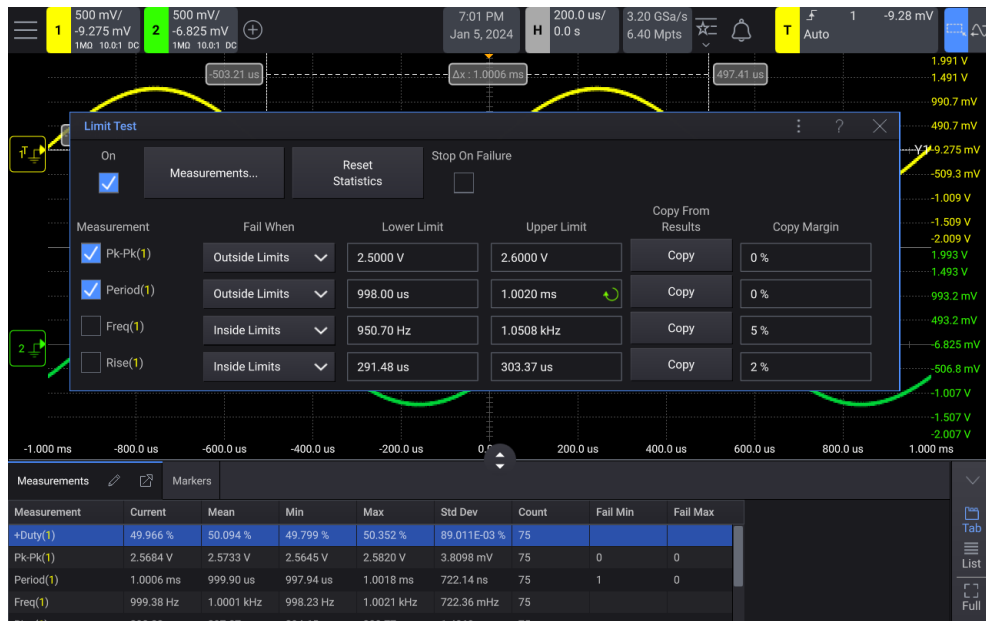 1 500 mV/ -9.275 mV 1MΩ 10.0:1 DC
2 500 mV/ -6.825 mV 1MΩ 10.0:1 DC
7:01 PM Jan 5, 2024
H 200.0 us/ 0.0 s
3.20 GSa/s 6.40 Mpts
T Auto 1 -9.28 mV
-503.21 us Δx : 1.0006 ms 497.41 us
1.991 V
1.491 V
990.7 mV
490.7 mV
Y1 -9.275 mV
-509.3 mV
-1.009 V
-1.509 V
-2.009 V
1.993 V
1.493 V
993.2 mV
493.2 mV
-6.825 mV
-506.8 mV
-1.007 V
-1.507 V
-2.007 V
T
2
Limit Test ?
On Measurements... Reset Statistics Stop On Failure
Measurement Fail When Lower Limit Upper Limit Copy From Results Copy Margin
Pk-Pk(1) Outside Limits 2.5000 V 2.6000 V Copy 0 %
Period(1) Outside Limits 998.00 us 1.0020 ms Copy 0 %
Freq(1) Inside Limits 950.70 Hz 1.0508 kHz Copy 5 %
Rise(1) Inside Limits 291.48 us 303.37 us Copy 2 %
-1.000 ms -800.0 us -600.0 us -400.0 us -200.0 us 200.0 us 400.0 us 600.0 us 800.0 us 1.000 ms
Measurements Markers
Measurement Current Mean Min Max Std Dev Count Fail Min Fail Max
+Duty(1) 49.966 % 50.094 % 49.799 % 50.352 % 89.011E-03 % 75
Pk-Pk(1) 2.5684 V 2.5733 V 2.5645 V 2.5820 V 3.8098 mV 75 0 0
Period(1) 1.0006 ms 999.90 us 997.94 us 1.0018 ms 722.14 ns 75 1 0
Freq(1) 999.38 Hz 1.0001 kHz 998.23 Hz 1.0021 kHz 722.36 mHz 75
Tab
List
Full